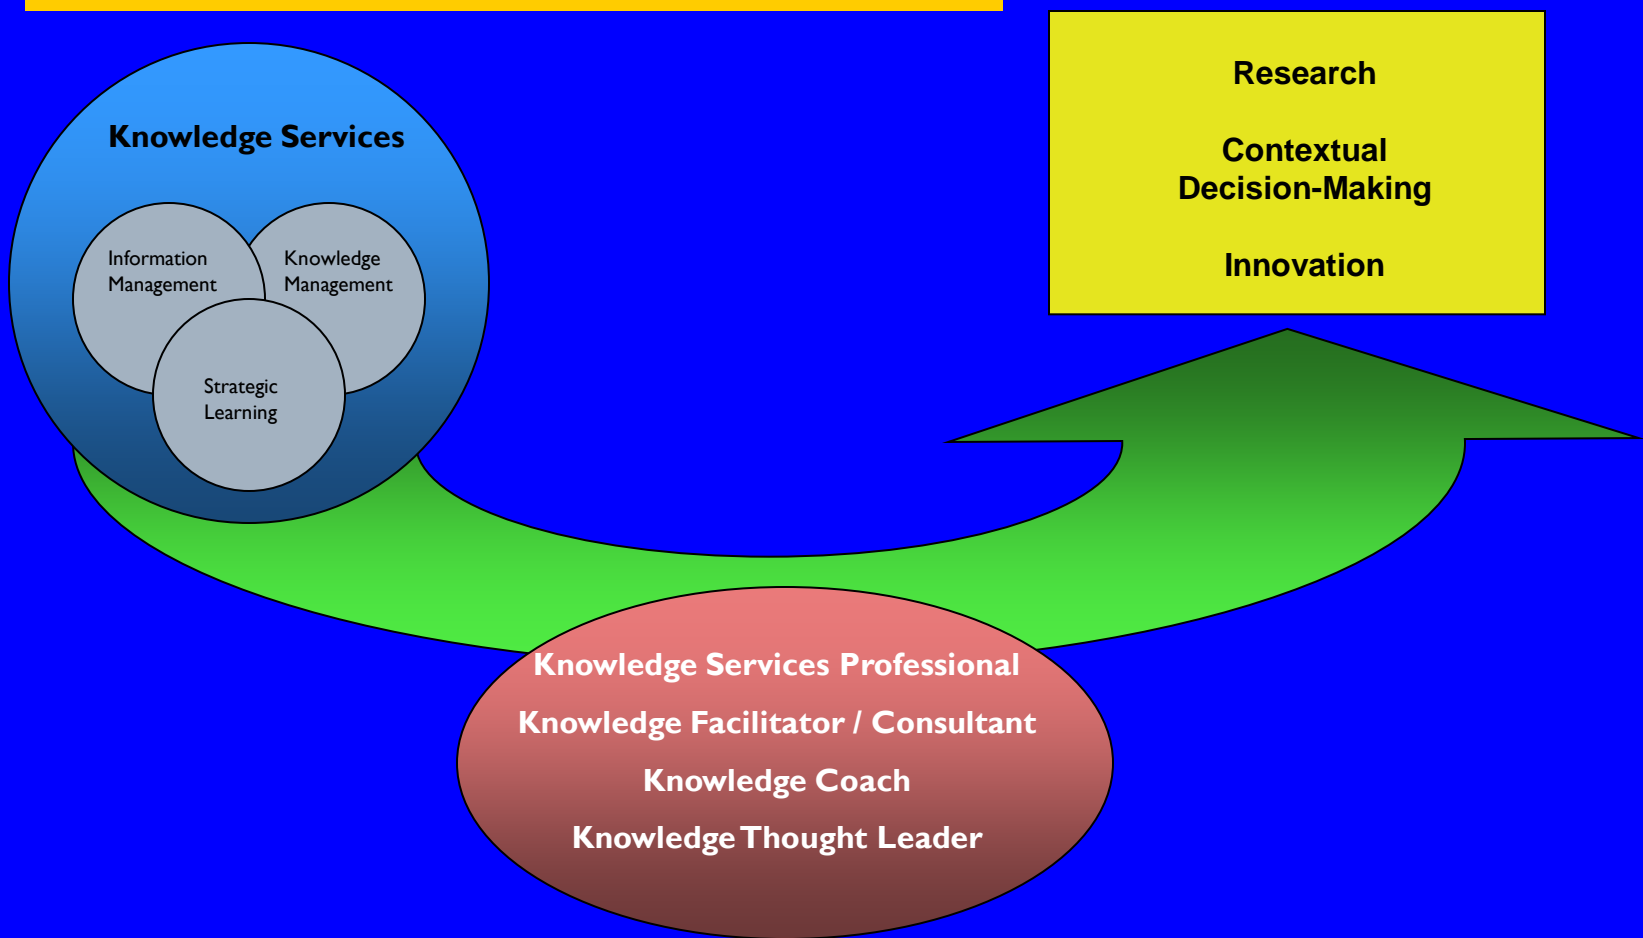 Knowledge Services
Information
Management
Knowledge
Management
Strategic
Learning
Research
Contextual
Decision-Making
Innovation
Knowledge Services Professional
Knowledge Facilitator / Consultant
Knowledge Coach
Knowledge Thought Leader